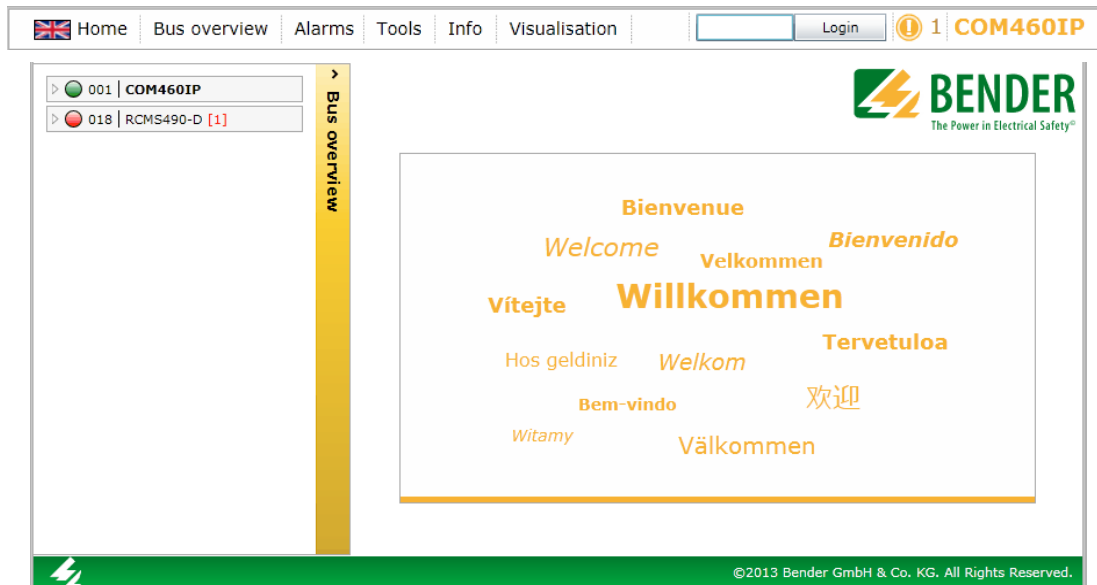 Home Bus overview Alarms Tools Info Visualisation Login 1 COM460IP
001 COM460IP
018 RCMS490-D [1]
Bus overview
BENDER
The Power in Electrical Safety©
Bienvenue
Welcome
Bienvenido
Velkommen
Willkommen
Vítejte
Tervetuloa
Hos geldiniz
Welkom
Bem-vindo
欢迎
Witamy
Välkommen
©2013 Bender GmbH & Co. KG. All Rights Reserved.